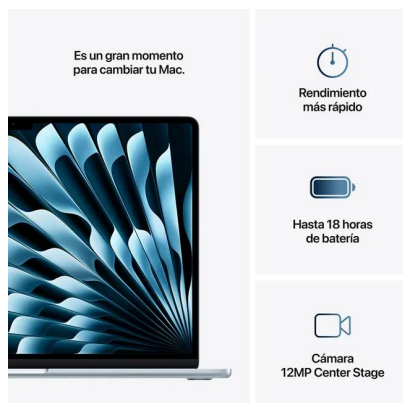 Es un gran momento
para cambiar tu Mac.
Rendimiento
más rápido
Hasta 18 horas
de batería
Cámara
12MP Center Stage